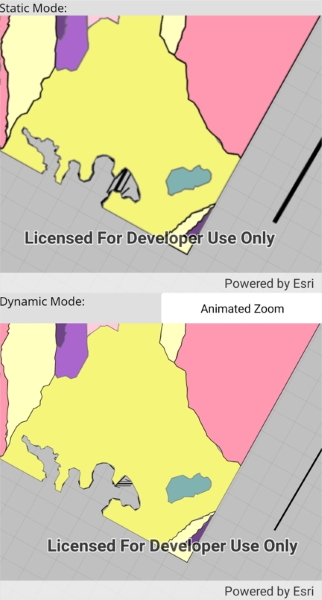 Static Mode:
Licensed For Developer Use Only
Powered by Esri
Dynamic Mode:
Animated Zoom
Licensed For Developer Use Only
Powered by Esri